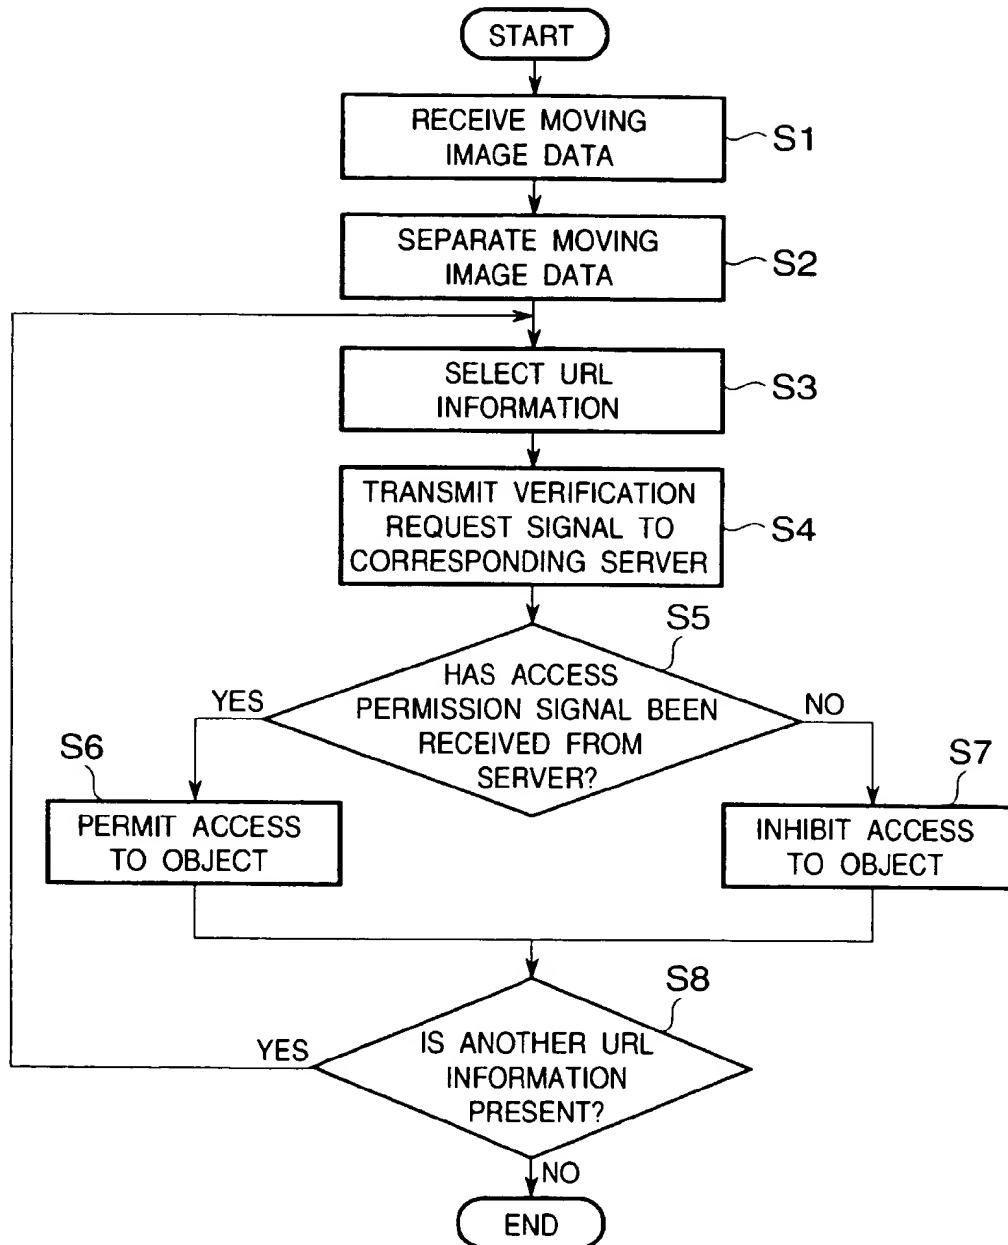 START
RECEIVE MOVING
IMAGE DATA
S1
SEPARATE MOVING
IMAGE DATA
S2
SELECT URL
INFORMATION
S3
TRANSMIT VERIFICATION
REQUEST SIGNAL TO
CORRESPONDING SERVER
S4
S5
HAS ACCESS
PERMISSION SIGNAL BEEN
RECEIVED FROM
SERVER?
YES
NO
S6
PERMIT ACCESS
TO OBJECT
S7
INHIBIT ACCESS
TO OBJECT
S8
IS ANOTHER URL
INFORMATION
PRESENT?
YES
NO
END